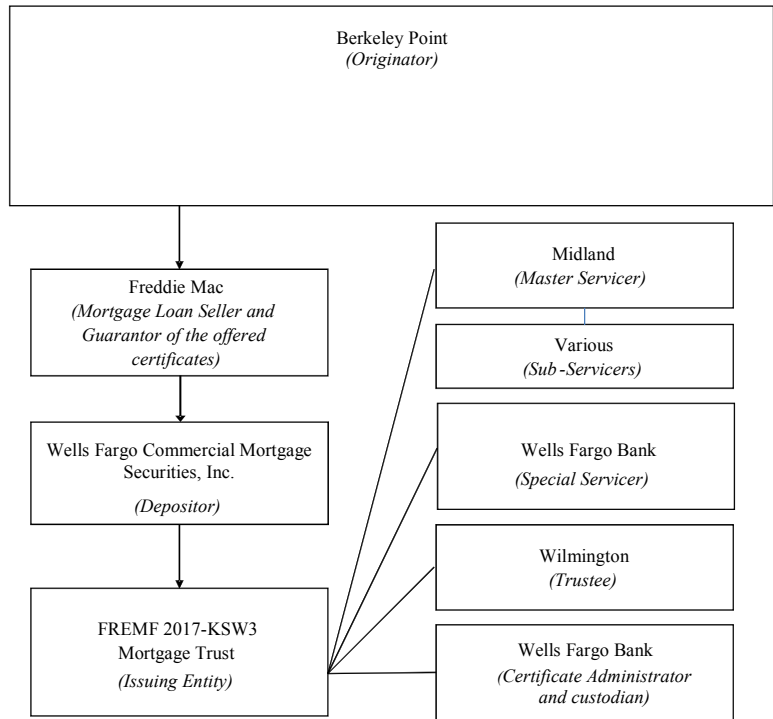 Berkeley Point
(Originator)
Freddie Mac
(Mortgage Loan Seller and
Guarantor of the offered
certificates)
Wells Fargo Commercial Mortgage
Securities, Inc.
(Depositor)
FREMF 2017-KSW3
Mortgage Trust
(Issuing Entity)
Midland
(Master Servicer)
Various
(Sub-Servicers)
Wells Fargo Bank
(Special Servicer)
Wilmington
(Trustee)
Wells Fargo Bank
(Certificate Administrator
and custodian)